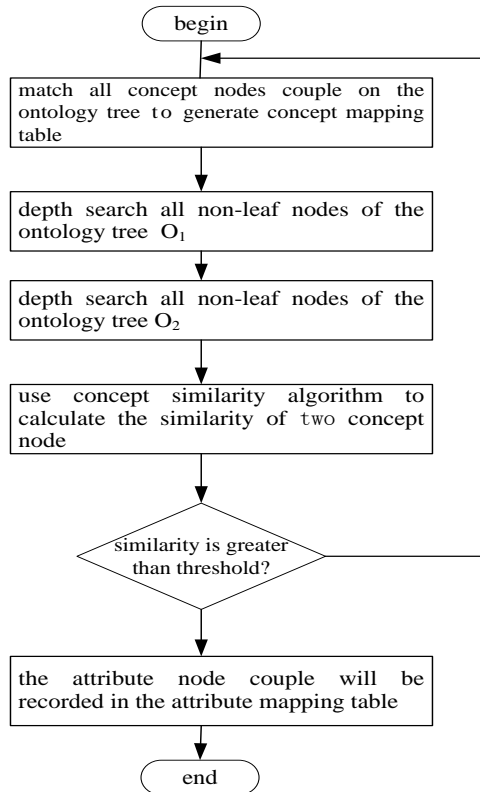 begin
match all concept nodes couple on the
ontology tree to generate concept mapping
table
depth search all non-leaf nodes of the
ontology tree O₁
depth search all non-leaf nodes of the
ontology tree O₂
use concept similarity algorithm to
calculate the similarity of two concept
node
similarity is greater
than threshold?
the attribute node couple will be
recorded in the attribute mapping table
end